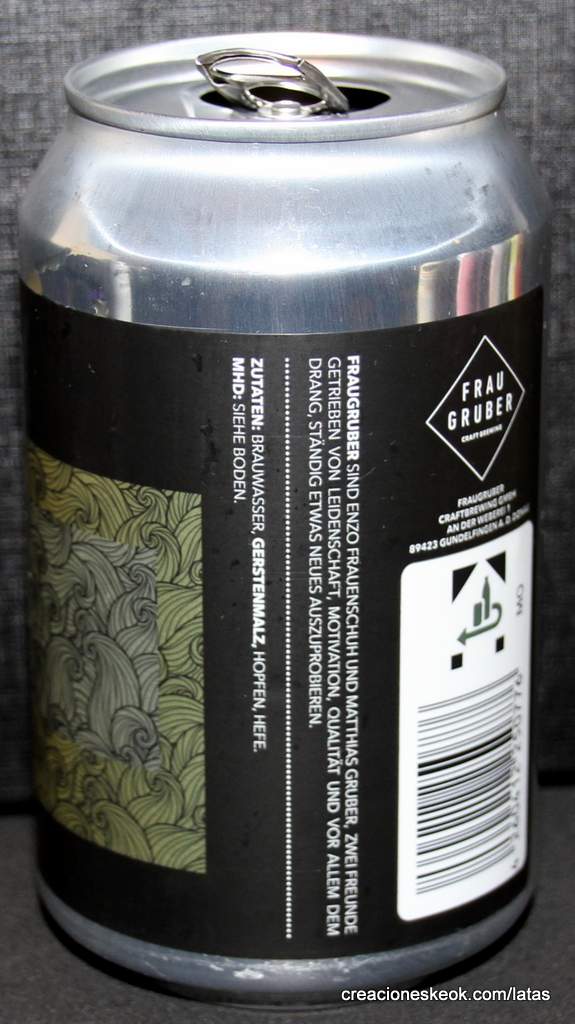 FRAU
GRUBER
CRAFT BREWING
FRAUGRUBER
CRAFTBREWING GMBH
AN DER WEBEREI 1
89423 GUNDELFINGEN A. D. DONAU
FRAUGRUBER SIND ENZO FRAUENSCHUH UND MATTHIAS GRUBER, ZWEI FREUNDE
GETRIEBEN VON LEIDENSCHAFT, MOTIVATION, QUALITÄT UND VOR ALLEM DEM
DRANG, STÄNDIG ETWAS NEUES AUSZUPROBIEREN.
ZUTATEN: BRAUWASSER, GERSTENMALZ, HOPFEN, HEFE.
MHD: SIEHE BODEN.
MO
creacioneskeok.com/latas